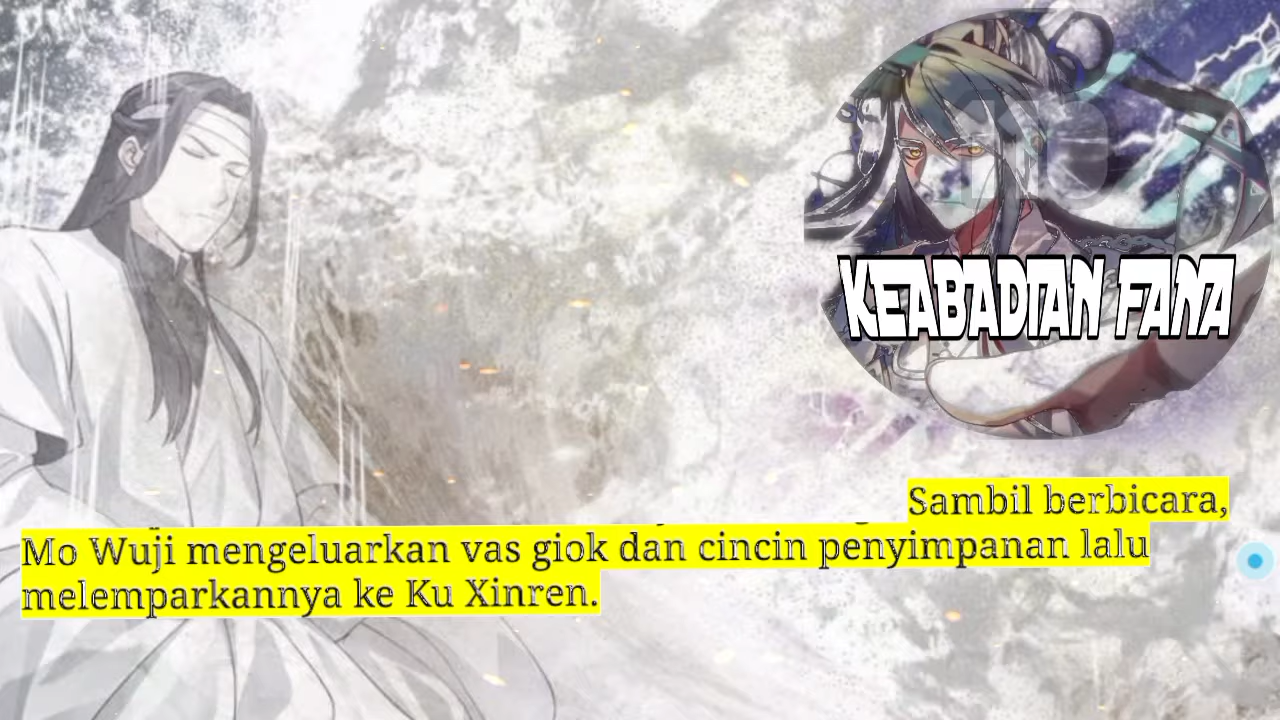 KEABADIAN FANA
Sambil berbicara,
Mo Wuji mengeluarkan vas giok dan cincin penyimpanan lalu
melemparkannya ke Ku Xinren.